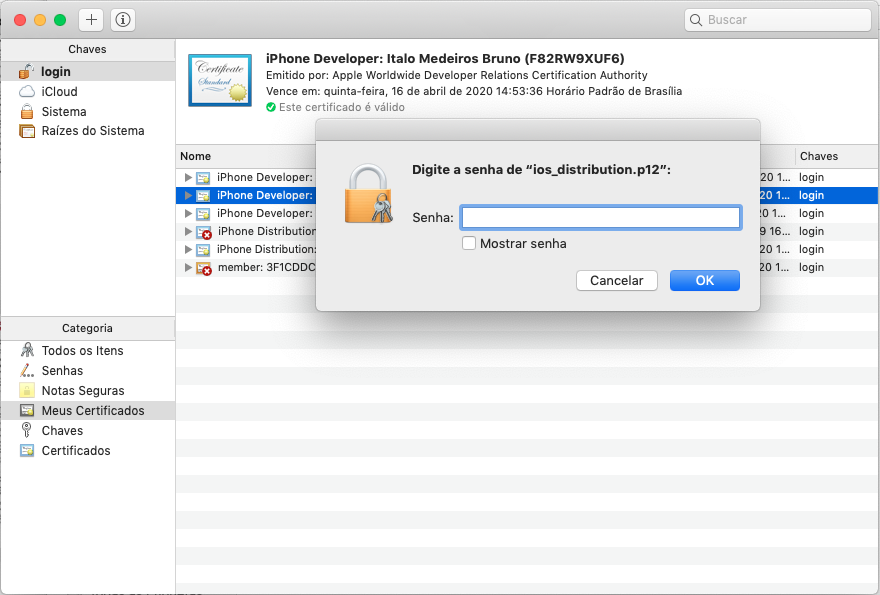 Buscar
Chaves
login
iCloud
Sistema
Raízes do Sistema
Certificate
Standard
iPhone Developer: Italo Medeiros Bruno (F82RW9XUF6)
Emitido por: Apple Worldwide Developer Relations Certification Authority
Vence em: quinta-feira, 16 de abril de 2020 14:53:36 Horário Padrão de Brasília
Este certificado é válido
Nome Chaves
iPhone Developer: 20 1... login
iPhone Developer: 20 1... login
iPhone Developer: 20 1... login
iPhone Distribution 9 16... login
iPhone Distribution: 20 1... login
member: 3F1CDDC 20 1... login
Digite a senha de “ios_distribution.p12”:
Senha:
Mostrar senha
Cancelar OK
Categoria
Todos os Itens
Senhas
Notas Seguras
Meus Certificados
Chaves
Certificados